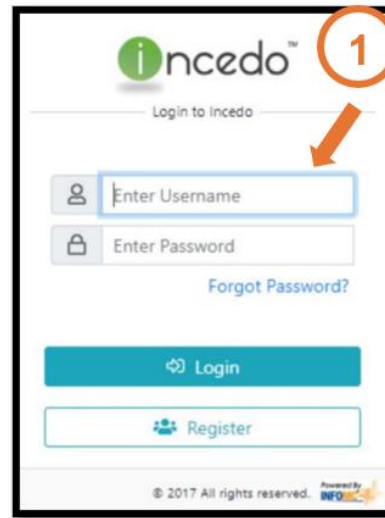 incedo™
1
Login to Incedo
Enter Username
Enter Password
Forgot Password?
Login
Register
© 2017 All rights reserved.
Powered By
INFOMC